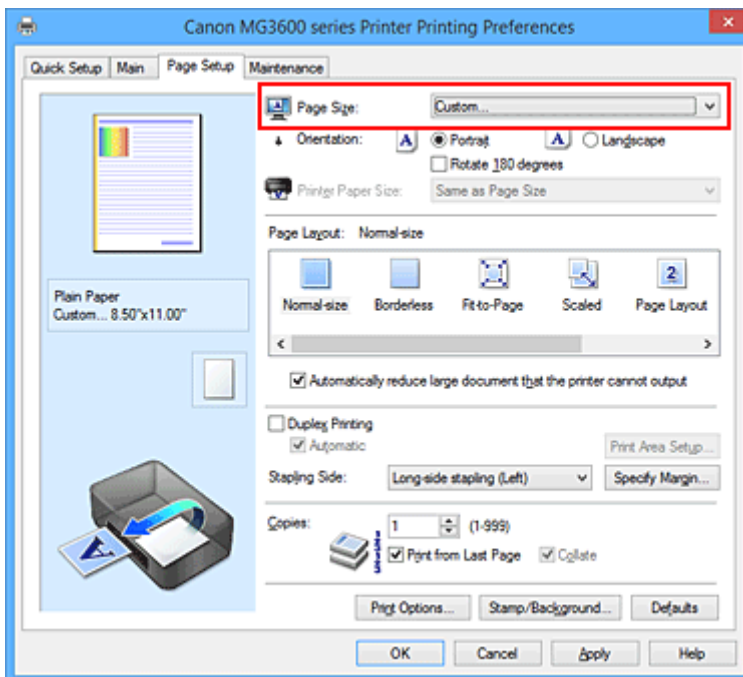 Canon MG3600 series Printer Printing Preferences
Quick Setup Main Page Setup Maintenance
Page Size: Custom...
Orientation: A Portrait A Landscape
Rotate 180 degrees
Printer Paper Size: Same as Page Size
Page Layout: Normal-size
Normal-size Borderless Fit-to-Page Scaled 2 Page Layout
Plain Paper
Custom... 8.50"x11.00"
Automatically reduce large document that the printer cannot output
Duplex Printing
Automatic Print Area Setup...
Stapling Side: Long-side stapling (Left) Specify Margin...
Copies: 1 (1-999)
Print from Last Page Collate
Print Options... Stamp/Background... Defaults
OK Cancel Apply Help